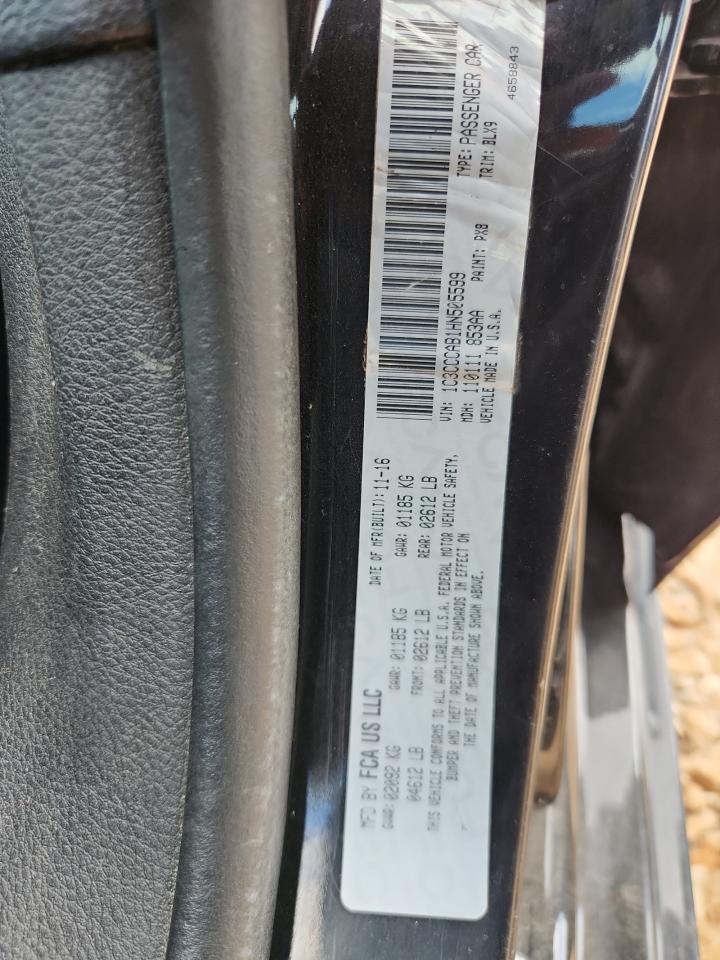 MFD BY FCA US LLC
DATE OF MFR(BUILT): 11-16
GVWR: 02092 KG
GAWR: 01185 KG
GAWR: 01185 KG
04612 LB
FRONT: 02612 LB
REAR: 02612 LB
THIS VEHICLE CONFORMS TO ALL APPLICABLE U.S.A. FEDERAL MOTOR VEHICLE SAFETY,
BUMPER AND THEFT PREVENTION STANDARDS IN EFFECT ON
THE DATE OF MANUFACTURE SHOWN ABOVE.
VIN: 1C3CCCAB1HN505599
TYPE: PASSENGER CAR
MDH: 110111 853AA
PAINT: PX8
TRIM: BLX9
VEHICLE MADE IN U.S.A.
4658843